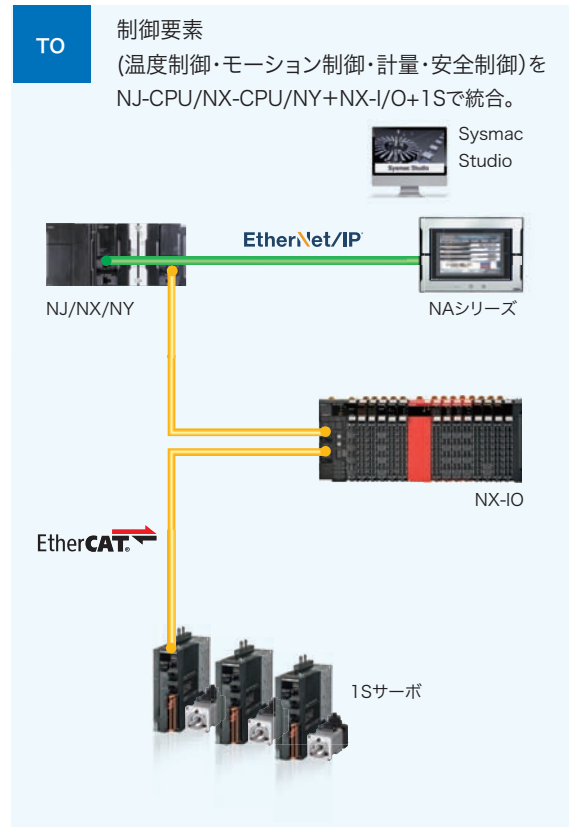 TO
制御要素
(温度制御・モーション制御・計量・安全制御)を
NJ-CPU/NX-CPU/NY+NX-I/O+1Sで統合。
Sysmac
Studio
Sysmac Studio
EtherNet/IP
NJ/NX/NY
NAシリーズ
NX-IO
EtherCAT®
1Sサーボ